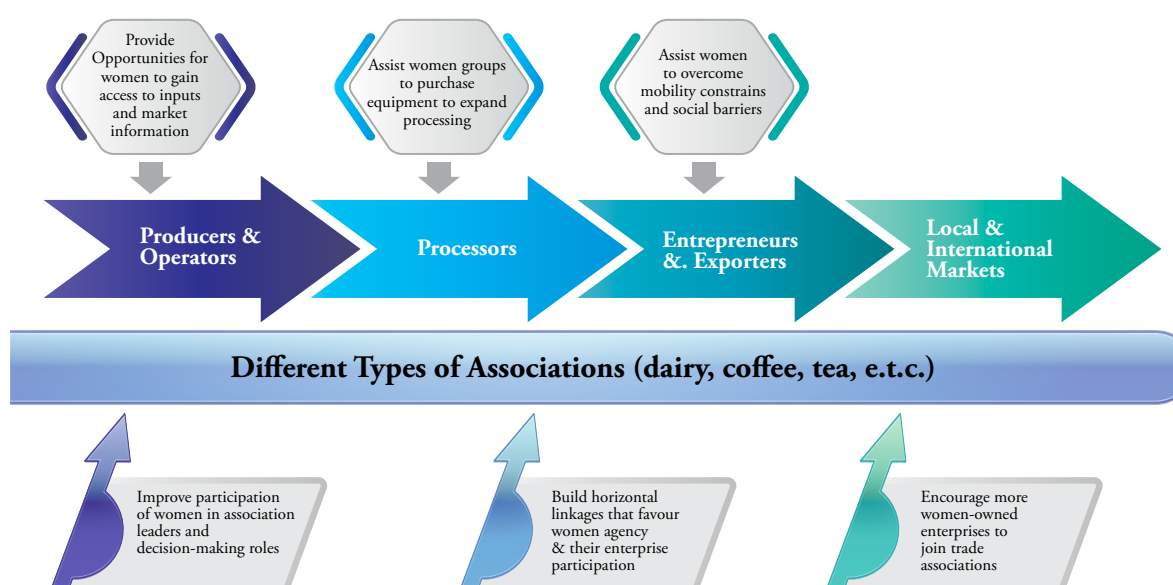 Provide
Opportunities for
women to gain
access to inputs
and market
information
Assist women groups
to purchase
equipment to expand
processing
Assist women
to overcome
mobility constrains
and social barriers
Producers &
Operators
Processors
Entrepreneurs
&. Exporters
Local &
International
Markets
Different Types of Associations (dairy, coffee, tea, e.t.c.)
Improve participation
of women in association
leaders and
decision-making roles
Build horizontal
linkages that favour
women agency
& their enterprise
participation
Encourage more
women-owned
enterprises to
join trade
associations